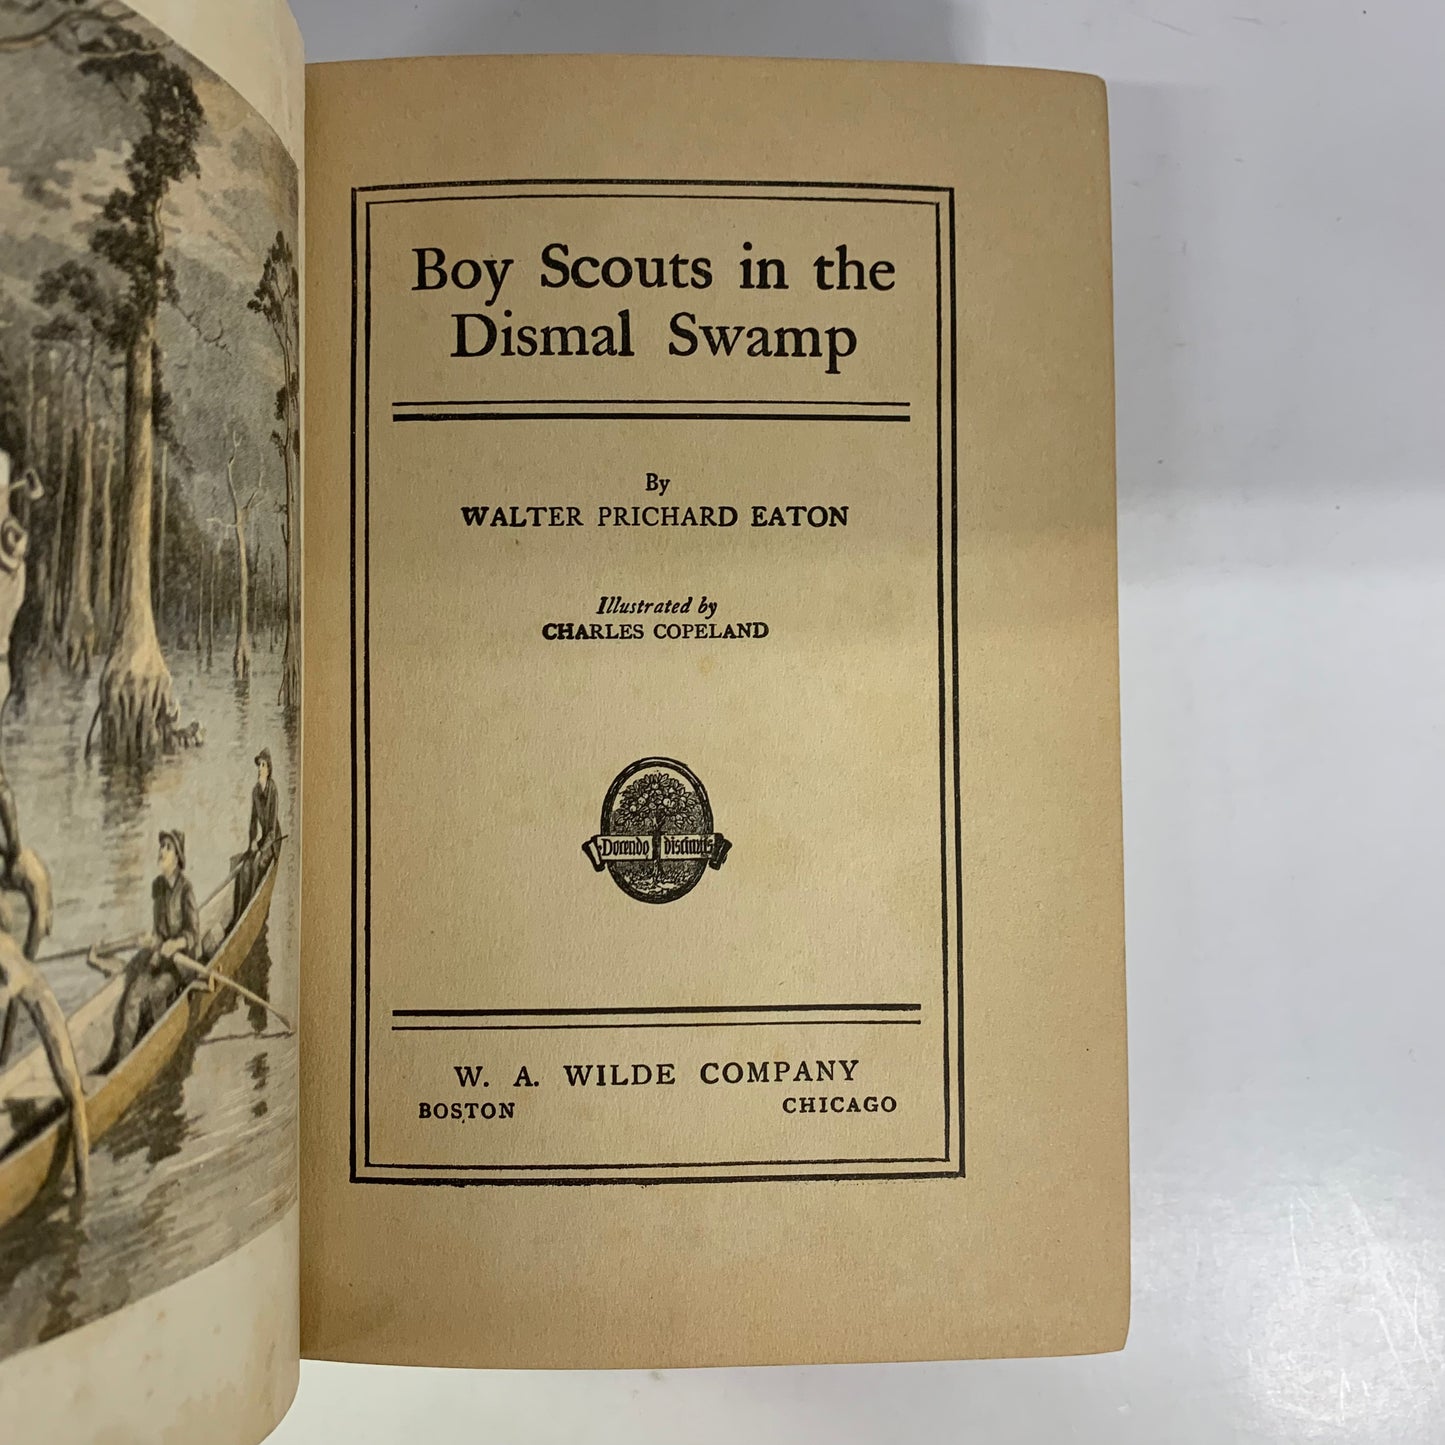 Boy Scouts in the
Dismal Swamp
By
WALTER PRICHARD EATON
Illustrated by
CHARLES COPELAND
Docendo discimus
W. A. WILDE COMPANY
BOSTON CHICAGO